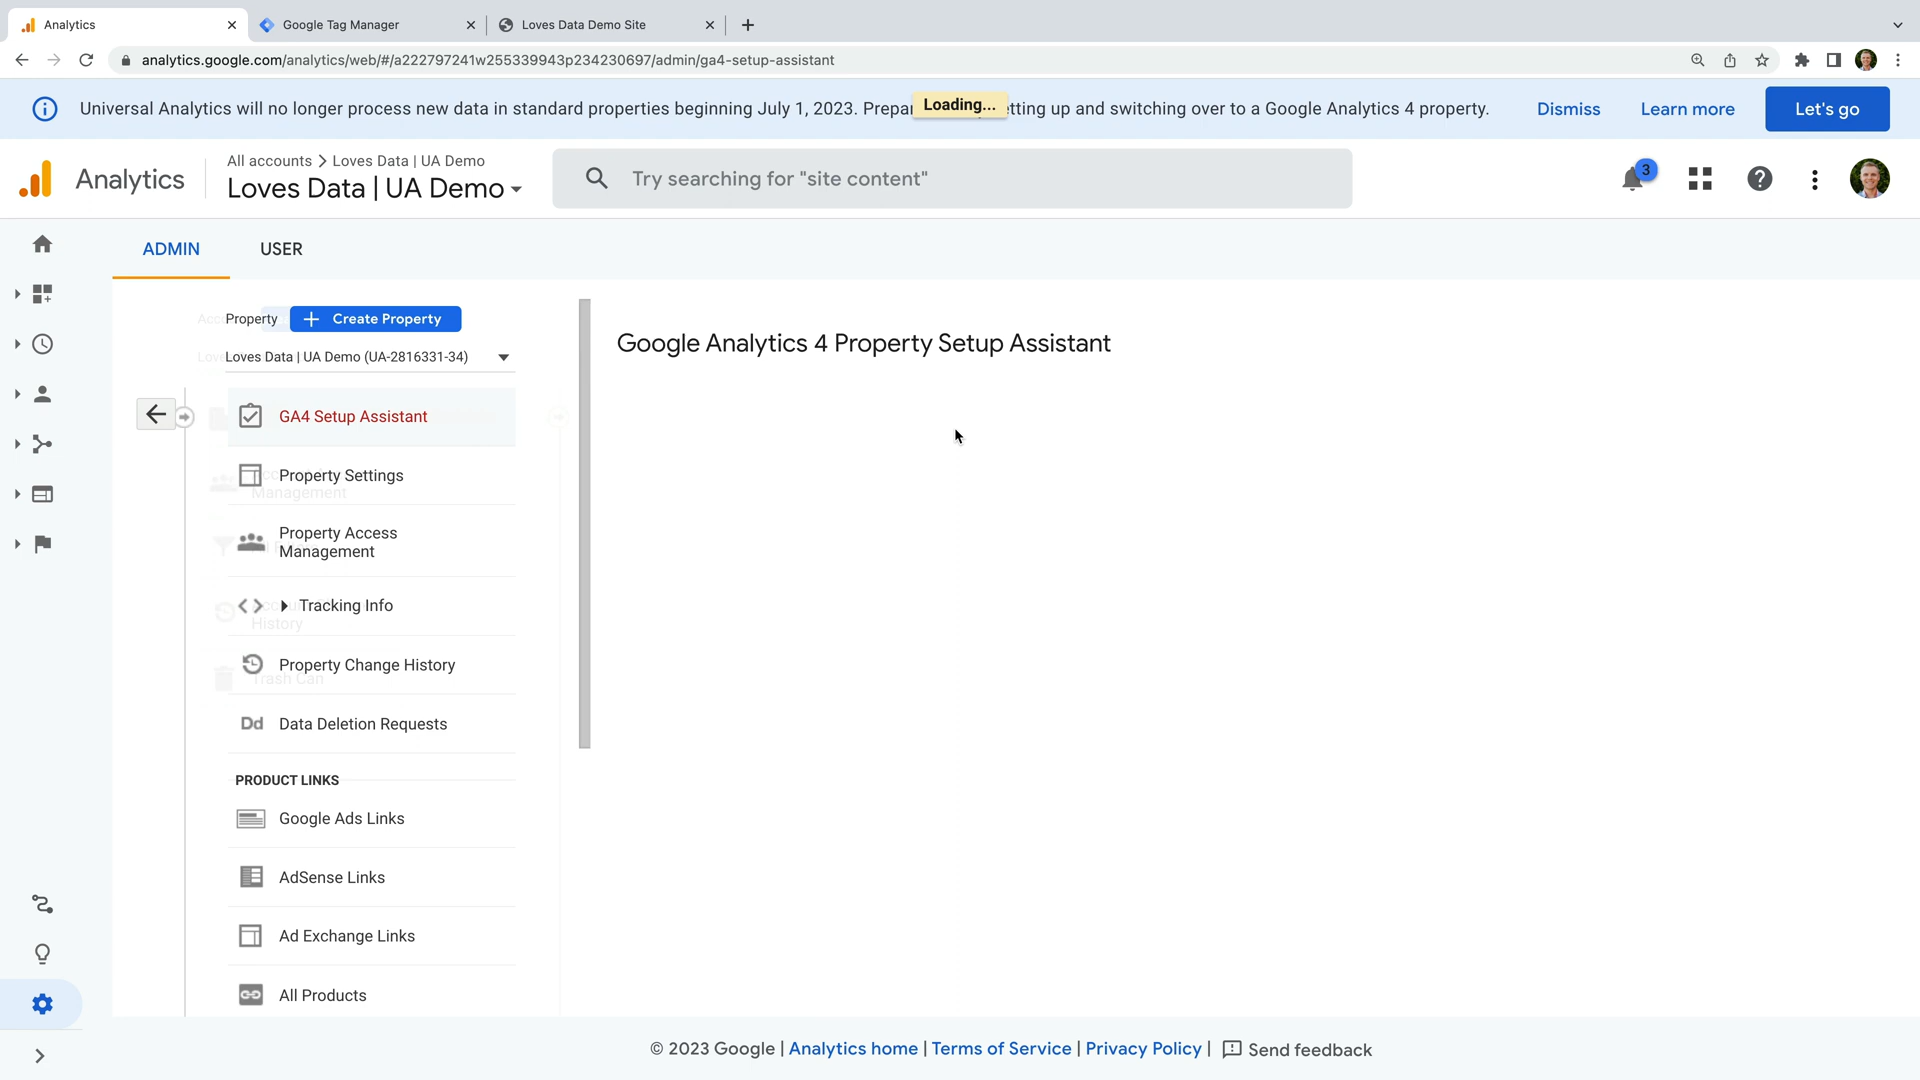 Analytics
Google Tag Manager
Loves Data Demo Site
analytics.google.com/analytics/web/#/a222797241w255339943p234230697/admin/ga4-setup-assistant
Universal Analytics will no longer process new data in standard properties beginning July 1, 2023. Prepar
Loading...
tting up and switching over to a Google Analytics 4 property.
Dismiss
Learn more
Let's go
Analytics
All accounts > Loves Data | UA Demo
Loves Data | UA Demo
Try searching for "site content"
3
ADMIN
USER
Property
+ Create Property
Loves Data | UA Demo (UA-2816331-34)
Google Analytics 4 Property Setup Assistant
GA4 Setup Assistant
Property Settings
Management
Property Access
Management
Tracking Info
History
Property Change History
Trash Can
Dd Data Deletion Requests
PRODUCT LINKS
Google Ads Links
AdSense Links
Ad Exchange Links
All Products
© 2023 Google | Analytics home | Terms of Service | Privacy Policy | Send feedback